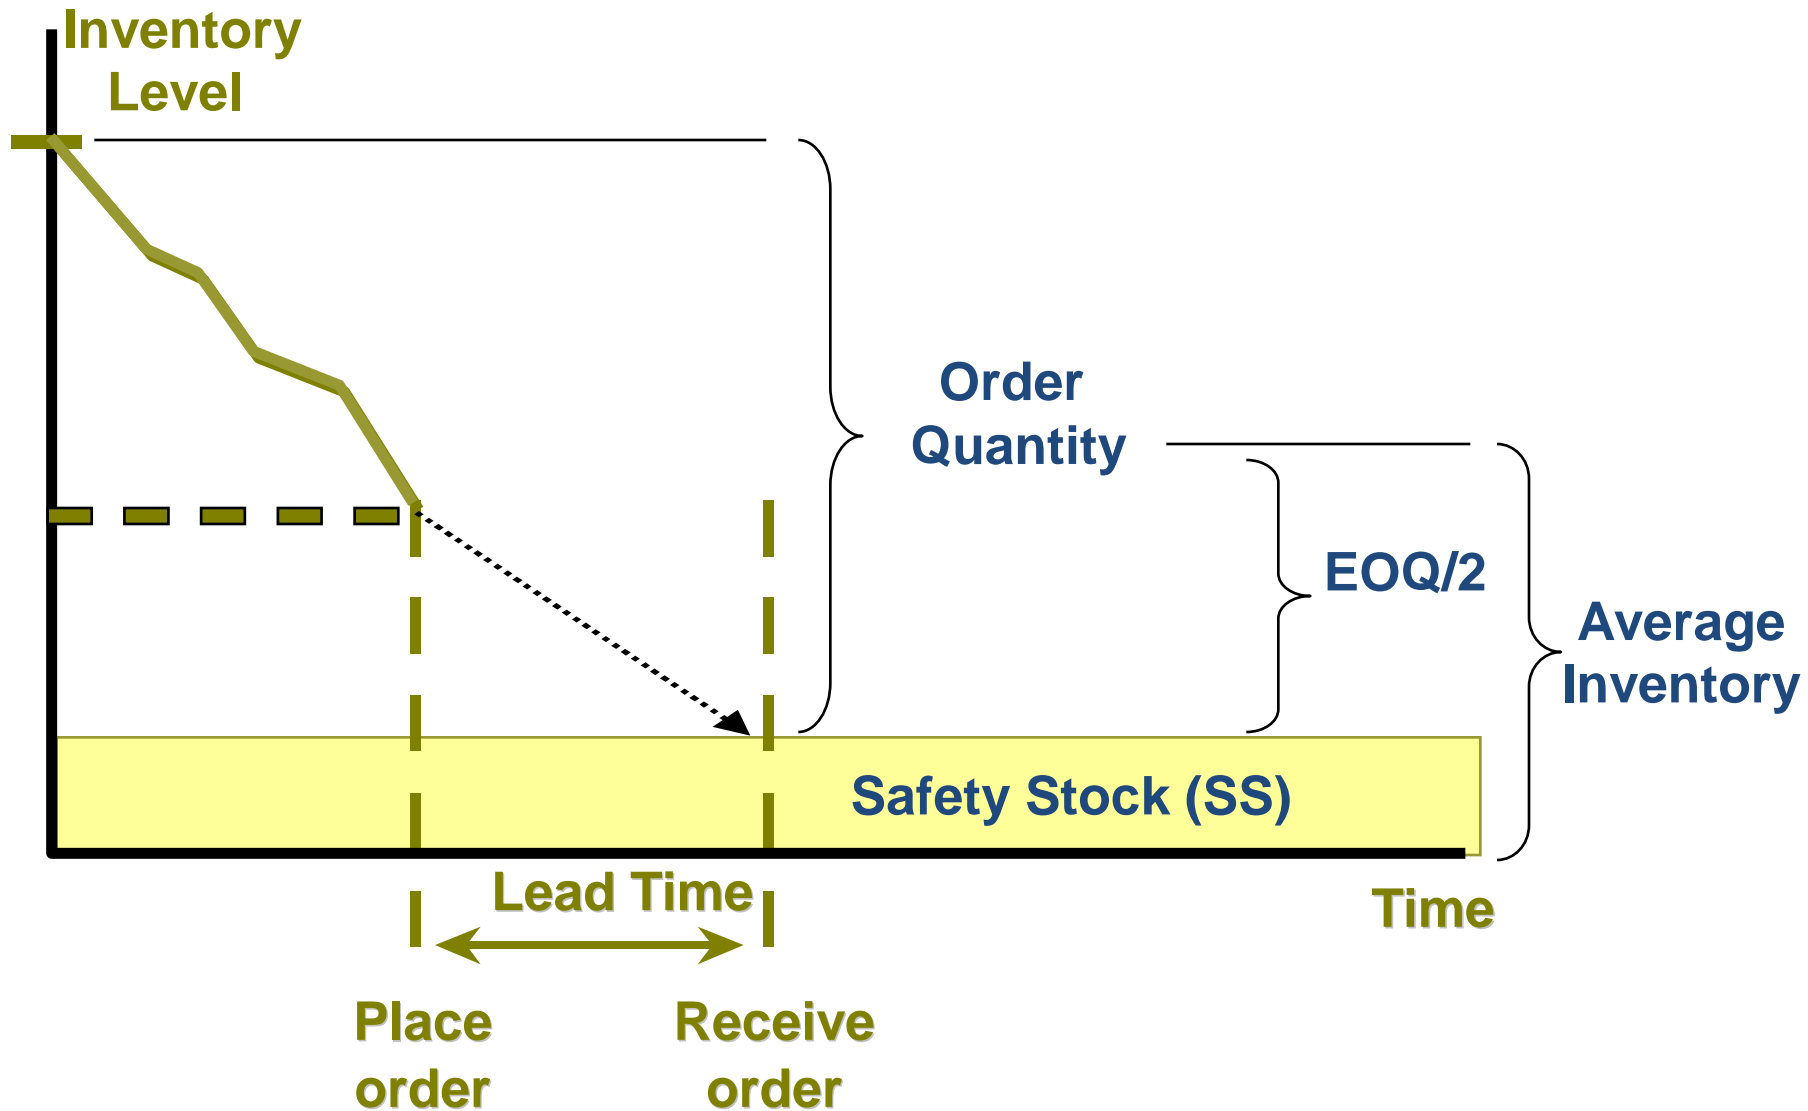 Inventory
Level
Order
Quantity
EOQ/2
Average
Inventory
Safety Stock (SS)
Lead Time
Time
Place
order
Receive
order